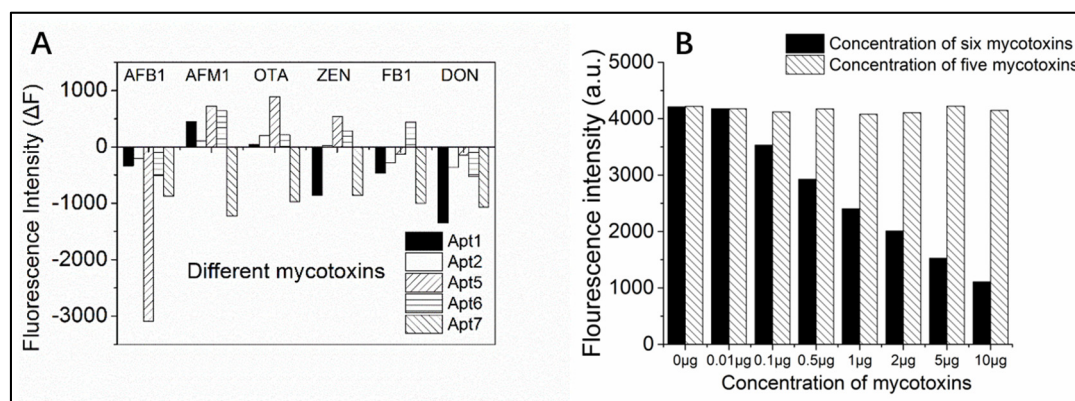 A
AFB1 AFM1 OTA ZEN FB1 DON
Fluorescence Intensity (ΔF)
1000
0
-1000
-2000
-3000
Different mycotoxins
Apt1
Apt2
Apt5
Apt6
Apt7
B
Concentration of six mycotoxins
Concentration of five mycotoxins
Flourescence intensity (a.u.)
5000
4000
3000
2000
1000
0
0μg 0.01μg 0.1μg 0.5μg 1μg 2μg 5μg 10μg
Concentration of mycotoxins